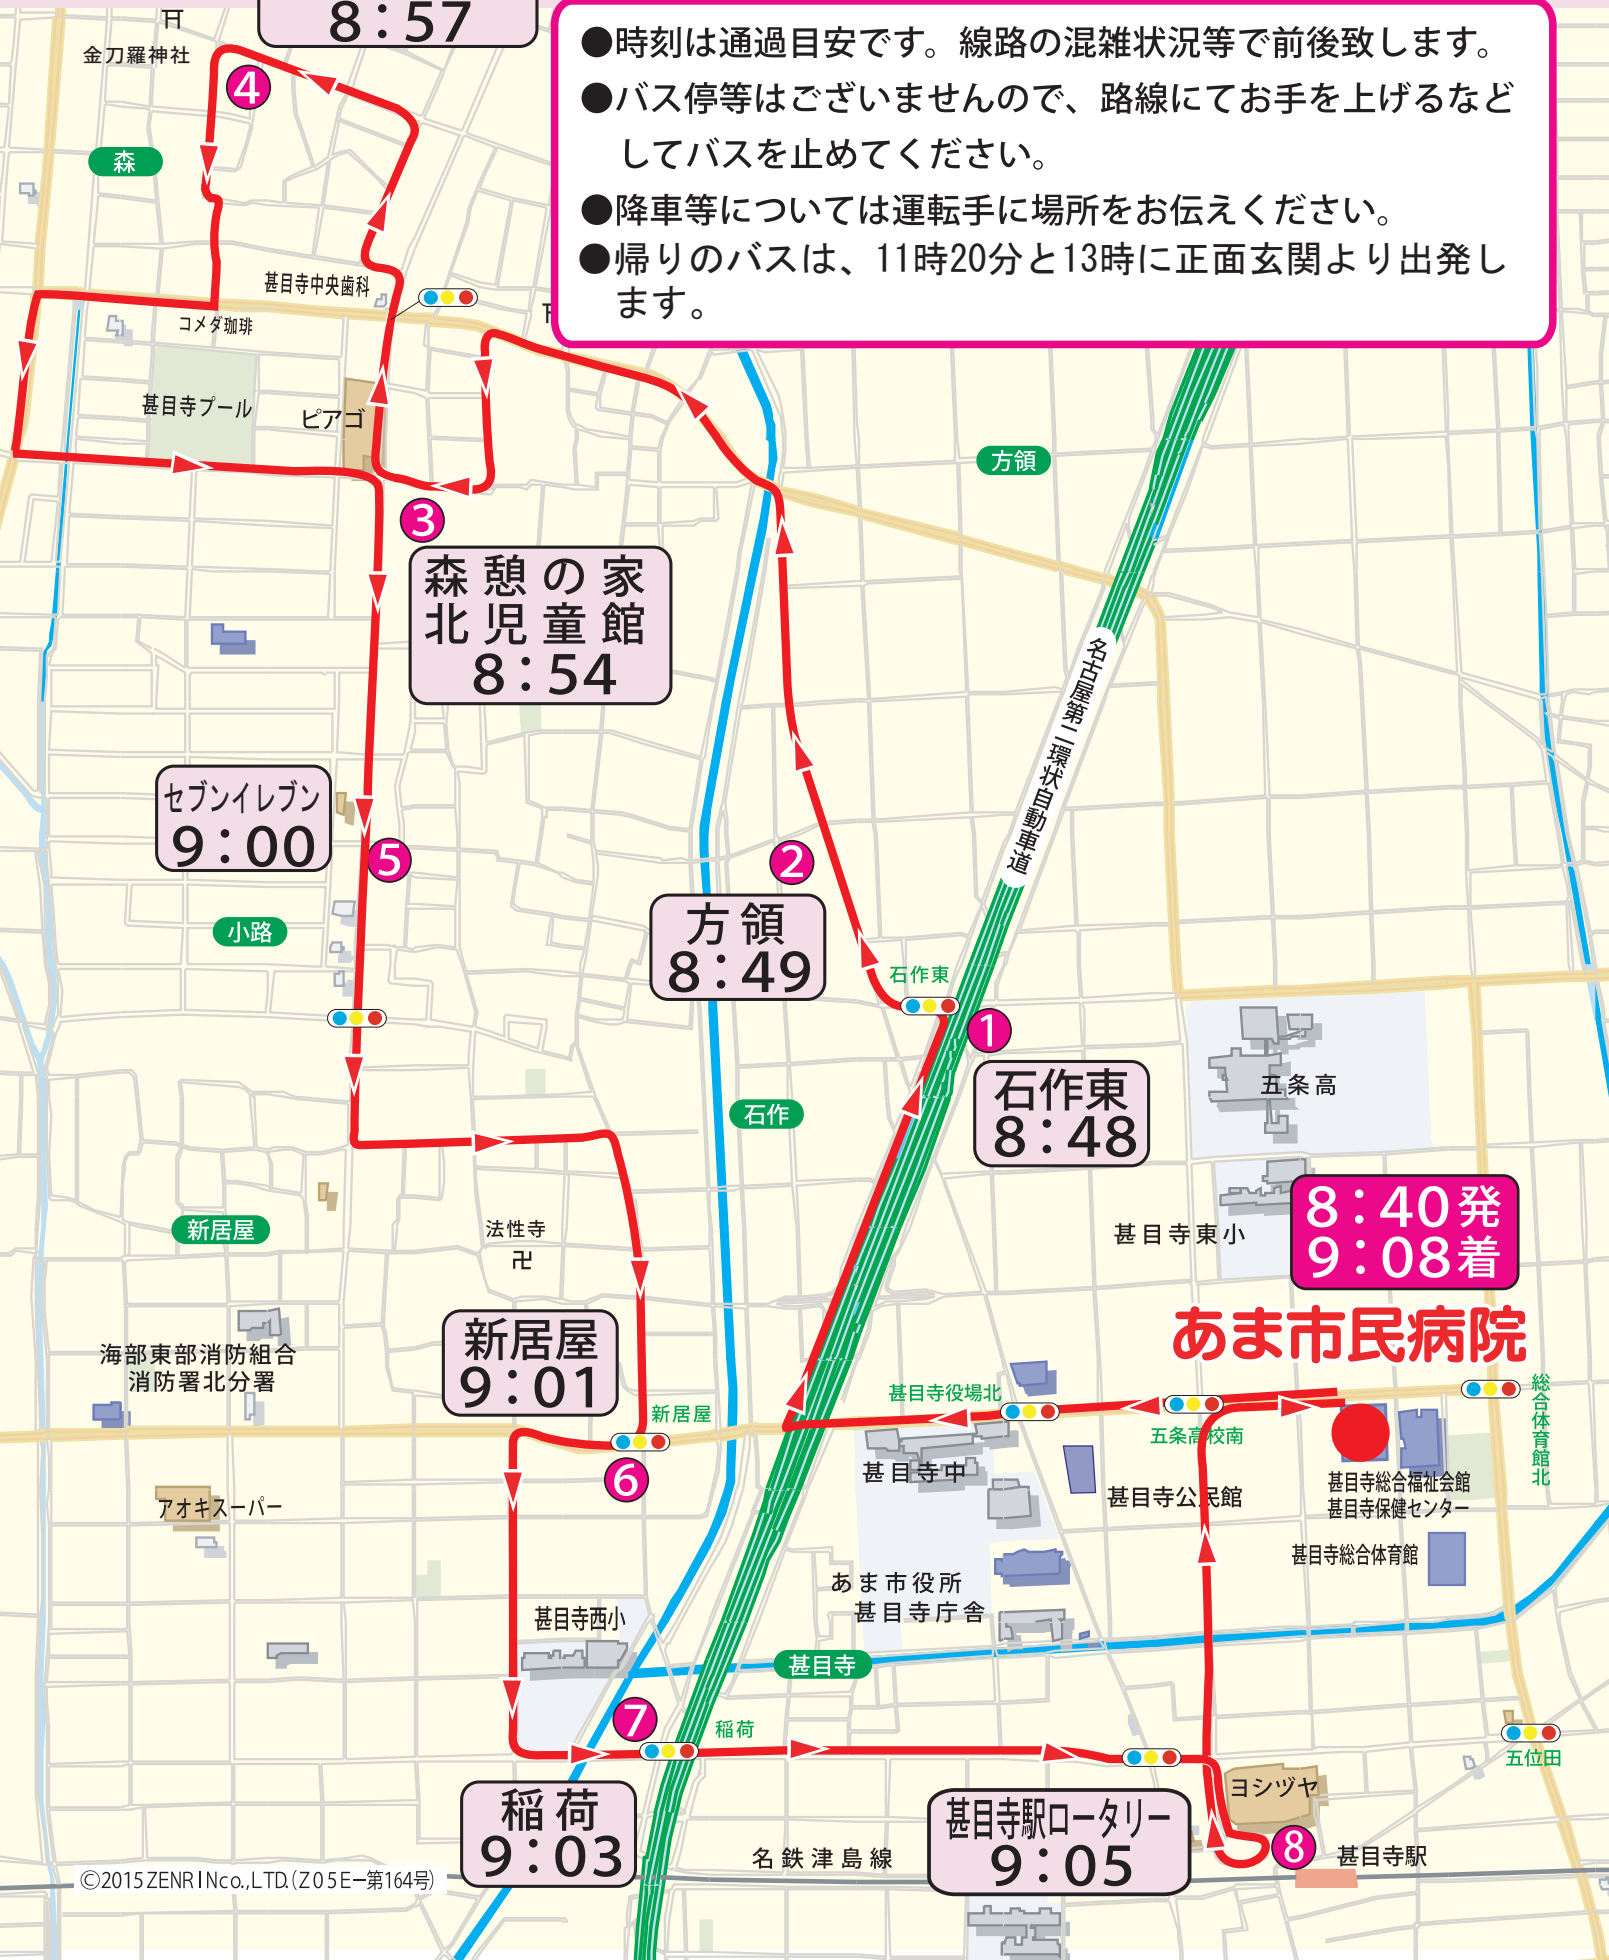 8：57
●時刻は通過目安です。線路の混雑状況等で前後致します。
●バス停等はございませんので、路線にてお手を上げるなど
してバスを止めてください。
●降車等については運転手に場所をお伝えください。
●帰りのバスは、11時20分と13時に正面玄関より出発し
ます。
金刀羅神社
4
森
甚目寺中央歯科
コメダ珈琲
甚目寺プール
ピアゴ
方領
3
森憩の家
北児童館
8：54
名古屋第二環状自動車道
セブンイレブン
9：00
5
2
小路
方領
8：49
石作東
1
石作東
8：48
五条高
石作
8：40発
9：08着
甚目寺東小
新居屋
法性寺
卍
あま市民病院
新居屋
9：01
海部東部消防組合
消防署北分署
甚目寺役場北
総合体育館北
新居屋
五条高校南
6
甚目寺中
甚目寺公民館
甚目寺総合福祉会館
甚目寺保健センター
アオキスーパー
甚目寺総合体育館
あま市役所
甚目寺庁舎
甚目寺西小
甚目寺
7
稲荷
五位田
ヨシヅヤ
稲荷
9：03
甚目寺駅ロータリー
9：05
8
甚目寺駅
名鉄津島線
©2015ZENRINco.,LTD.(Z05Eー第164号)